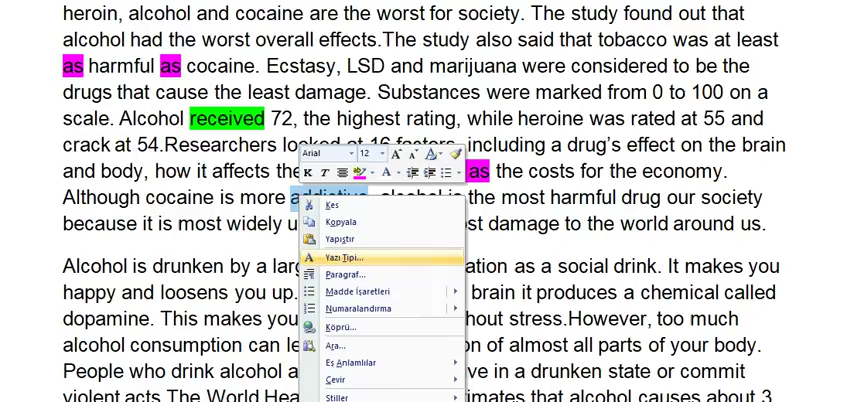 heroin, alcohol and cocaine are the worst for society. The study found out that
alcohol had the worst overall effects.The study also said that tobacco was at least
as harmful as cocaine. Ecstasy, LSD and marijuana were considered to be the
drugs that cause the least damage. Substances were marked from 0 to 100 on a
scale. Alcohol received 72, the highest rating, while heroine was rated at 55 and
crack at 54.Researchers looked at 16 factors, including a drug's effect on the brain
Arial 12
and body, how it affects the as the costs for the economy.
K T
Although cocaine is more addictive, alcohol is the most harmful drug our society
Kes
because it is most widely damage to the world around us.
Kopyala
Yapıştır
Yazı Tipi...
Alcohol is drunken by a as a social drink. It makes you
Paragraf...
happy and loosens you up. brain it produces a chemical called
Madde İşaretleri
Numaralandırma
dopamine. This makes you stress.However, too much
Köprü...
alcohol consumption can of almost all parts of your body.
Ara...
Eş Anlamlılar
People who drink alcohol in a drunken state or commit
Çevir
violent acts.The World that alcohol causes about 3
Stiller